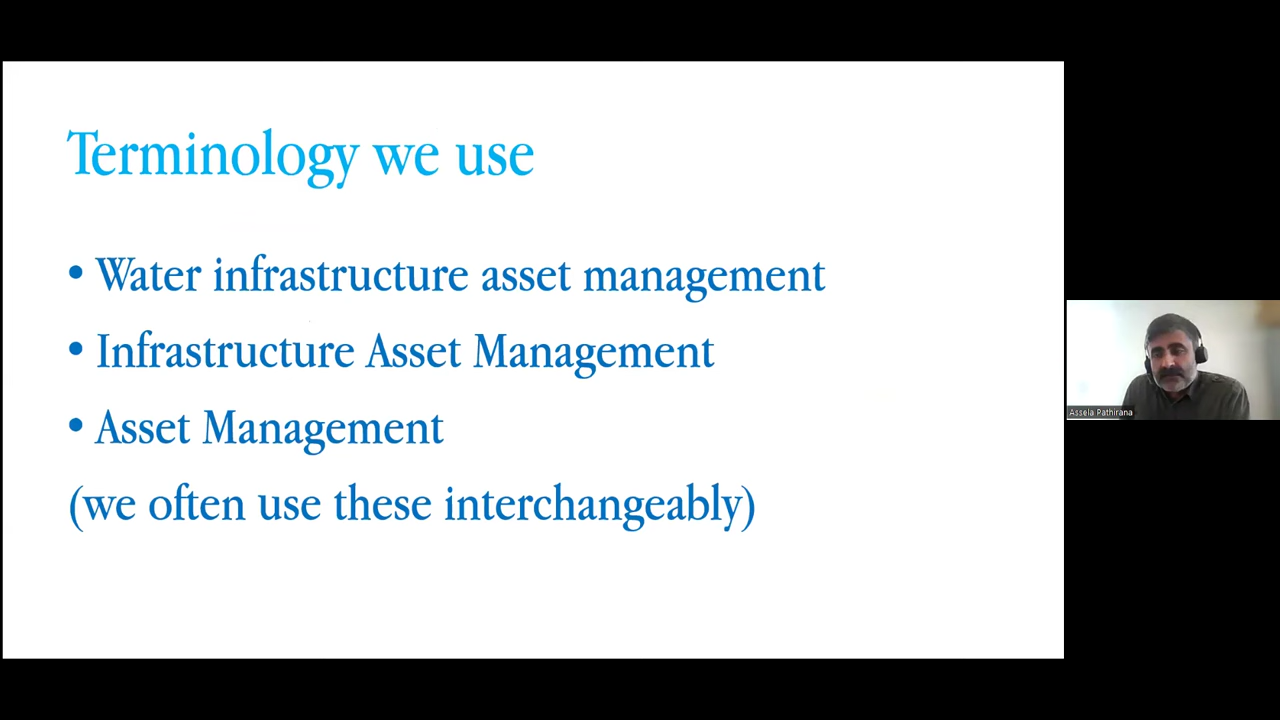 Terminology we use
• Water infrastructure asset management
• Infrastructure Asset Management
• Asset Management
(we often use these interchangeably)
Assela Pathirana